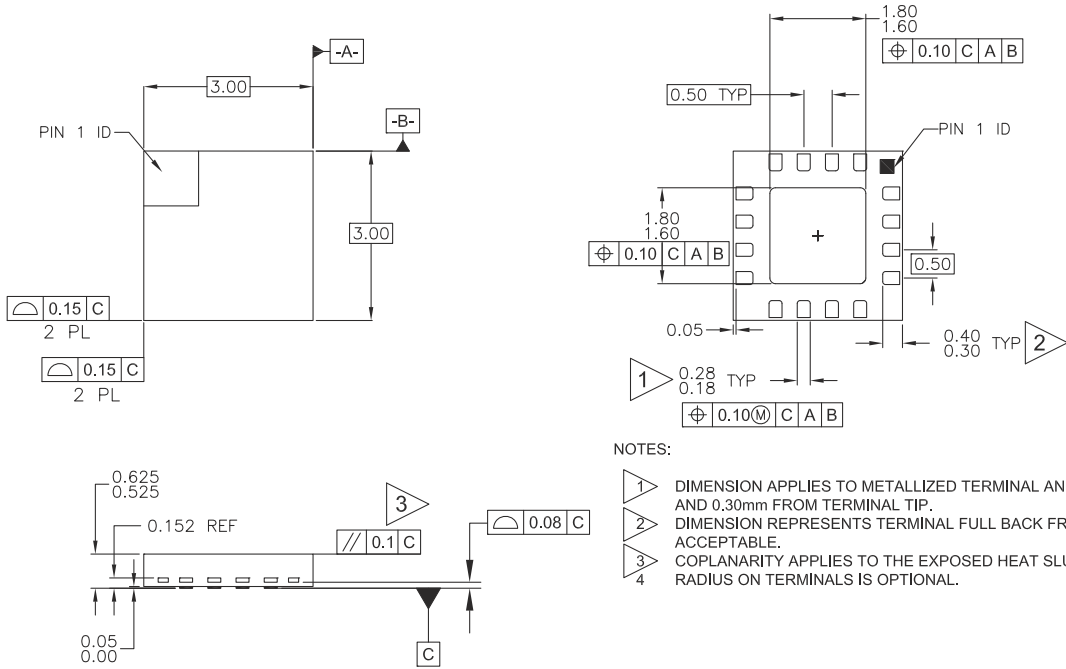 -A-
3.00
PIN 1 ID
-B-
3.00
⌓ 0.15 C
2 PL
⌓ 0.15 C
2 PL
1.80
1.60
⌖ 0.10 C A B
0.50 TYP
PIN 1 ID
1.80
1.60
⌖ 0.10 C A B
0.50
0.05
0.40
0.30 TYP 2
1 0.28
0.18 TYP
⌖ 0.10Ⓜ C A B
0.625
0.525
0.152 REF
3
// 0.1 C
⌓ 0.08 C
0.05
0.00
C
NOTES:
1 DIMENSION APPLIES TO METALLIZED TERMINAL AN
AND 0.30mm FROM TERMINAL TIP.
2 DIMENSION REPRESENTS TERMINAL FULL BACK FR
ACCEPTABLE.
3 COPLANARITY APPLIES TO THE EXPOSED HEAT SLU
4 RADIUS ON TERMINALS IS OPTIONAL.